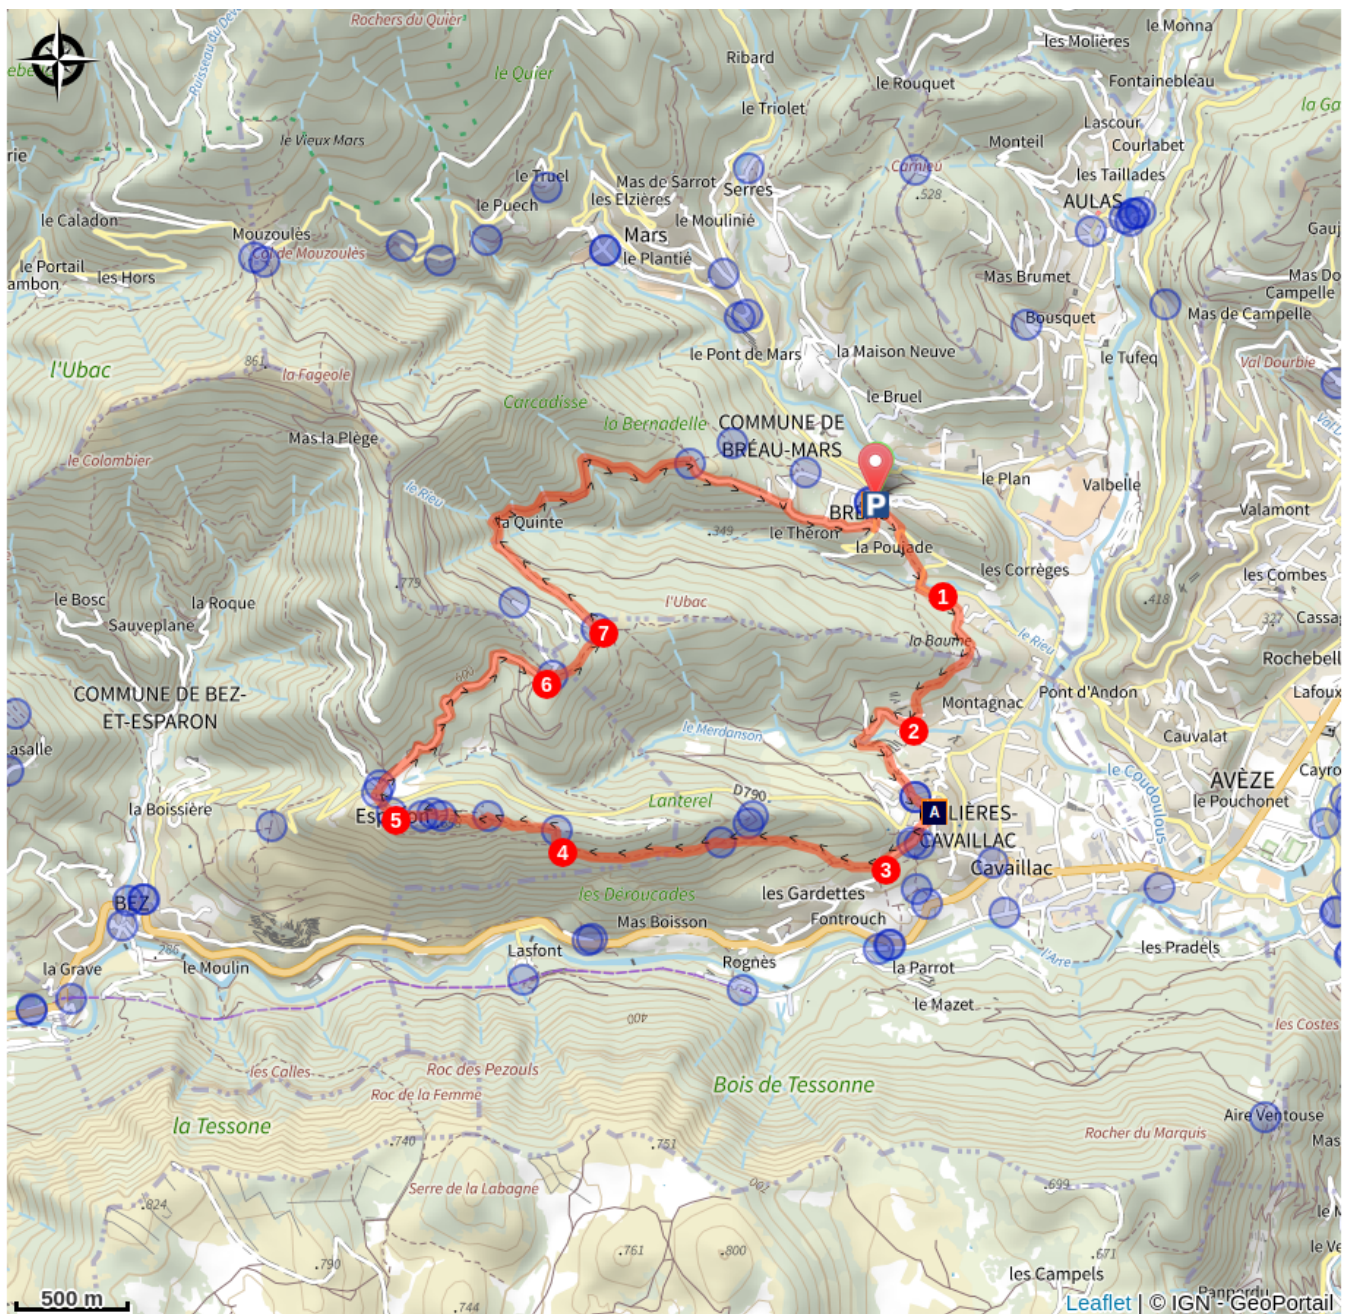 Rochers du Quier
le Monna
les Molières
Ribard
le Quier
le Rouquet
Fontainebleau
la Ga
le Triolet
Lascour
le Vieux Mars
Monteil
Courlabet
rie
Carnieu
les Taillades
le Truel
Mas de Sarrot
Serres
.528
les Elzières
AULAS
le Puech
le Moulinié
le Caladon
Mouzoulès
Mars
Gauj
Col de Mouzoulès
le Plantié
le Portail
les Hors
Mas Brumet
Mas Do
ambon
Campelle
Mas de Campelle
Bousquet
le Pont de Mars
la Maison Neuve
le Tufeq
Val Dourbie
861
l'Ubac
la Fageole
le Bruel
Carcadisse
la Bernadelle
COMMUNE DE
BRÉAU-MARS
Mas la Plège
le Colombier
le Plan
Valbelle
le Rieu
P
Valamont
la Quinte
.349
le Théron
la Poujade
les Corrèges
les Combes
.779
le Bosc
la Roque
l'Ubac
1
.418
327
Cassa
Sauveplane
7
la Baume
le Rieu
Rochebell
600
6
COMMUNE DE BEZ-
ET-ESPARON
Pont d'Andon
Lafoux
Montagnac
2
le Merdanson
Cauvalat
asalle
le Coudoulous
AVÈZE
Cayro
D790
Lanterel
le Pouchonet
la Boissière
5
A
LIÈRES-
CAVAILLAC
4
3
Cavaillac
les Déroucades
les Gardettes
BEZ
Mas Boisson
Fontrouch
286
Lasfont
l'Arre
les Pradels
la Grave
le Moulin
Rognès
la Parrot
le Mazet
400
les Costes
les Calles
Roc des Pezouls
Bois de Tessonne
Roc de la Femme
la Tessone
Aire Ventouse
.740
.751
Rocher du Marquis
Mas
Serre de la Labagne
.699
.824
.761
.800
.671
.790
les Campels
500 m
.744
Leaflet | © IGN - GeoPortail